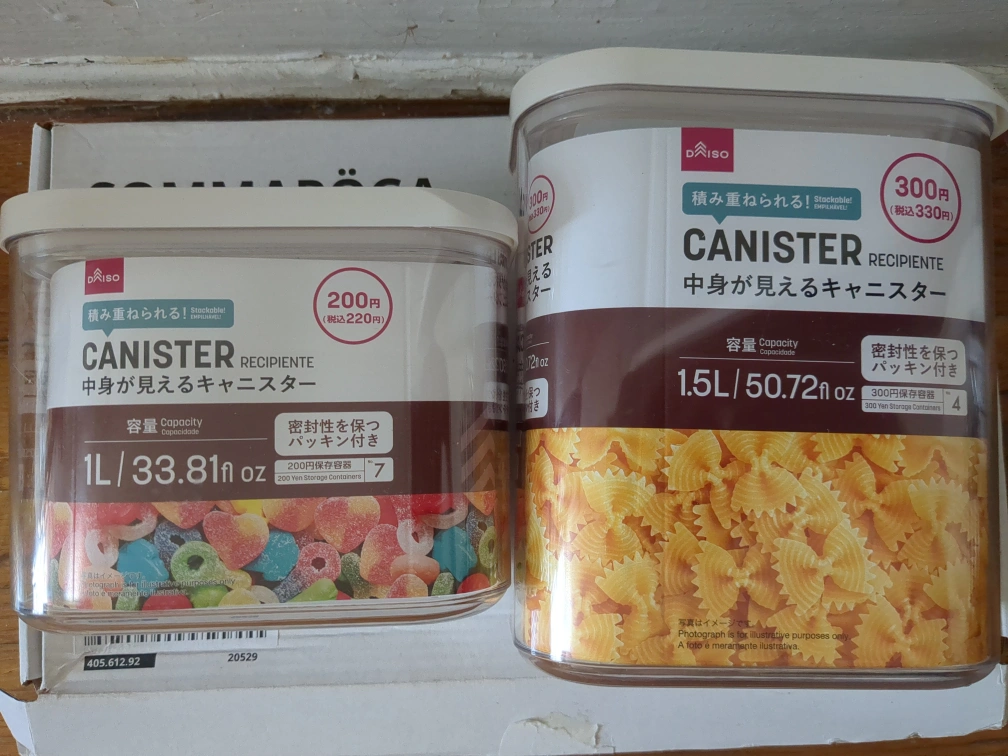 DAISO
積み重ねられる! Stackable!
EMPILHÁVEL!
200円
(税込220円)
CANISTER RECIPIENTE
中身が見えるキャニスター
容量 Capacity
Capacidade
1L / 33.81fl oz
密封性を保つ
パッキン付き
200円保存容器
200 Yen Storage Containers
No 7
405.612.92
20529
DAISO
積み重ねられる! Stackable!
EMPILHÁVEL!
300円
(税込330円)
CANISTER RECIPIENTE
中身が見えるキャニスター
容量 Capacity
Capacidade
1.5L / 50.72fl oz
密封性を保つ
パッキン付き
300円保存容器
300 Yen Storage Containers
4
写真はイメージです。
Photograph is for illustrative purposes only.
A foto é meramente ilustrativa.